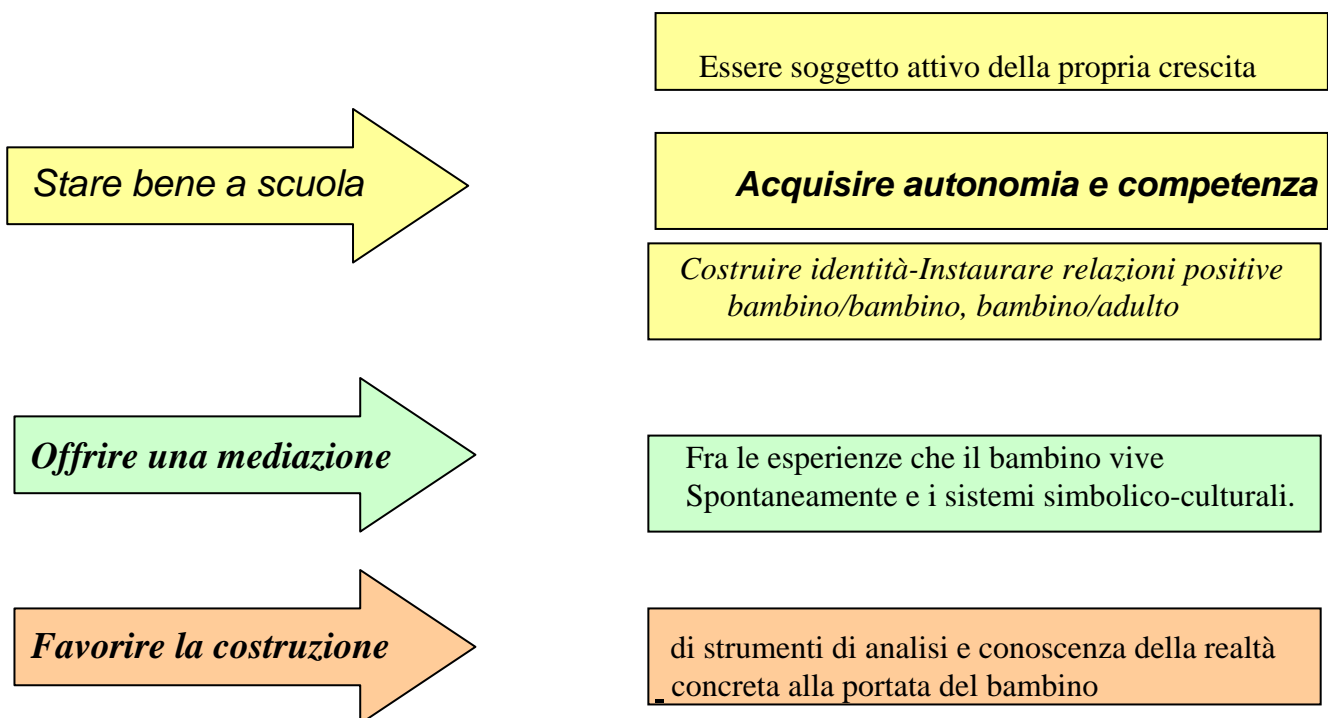 Essere soggetto attivo della propria crescita
Stare bene a scuola
Acquisire autonomia e competenza
Costruire identità-Instaurare relazioni positive
bambino/bambino, bambino/adulto
Offrire una mediazione
Fra le esperienze che il bambino vive
Spontaneamente e i sistemi simbolico-culturali.
Favorire la costruzione
di strumenti di analisi e conoscenza della realtà
concreta alla portata del bambino